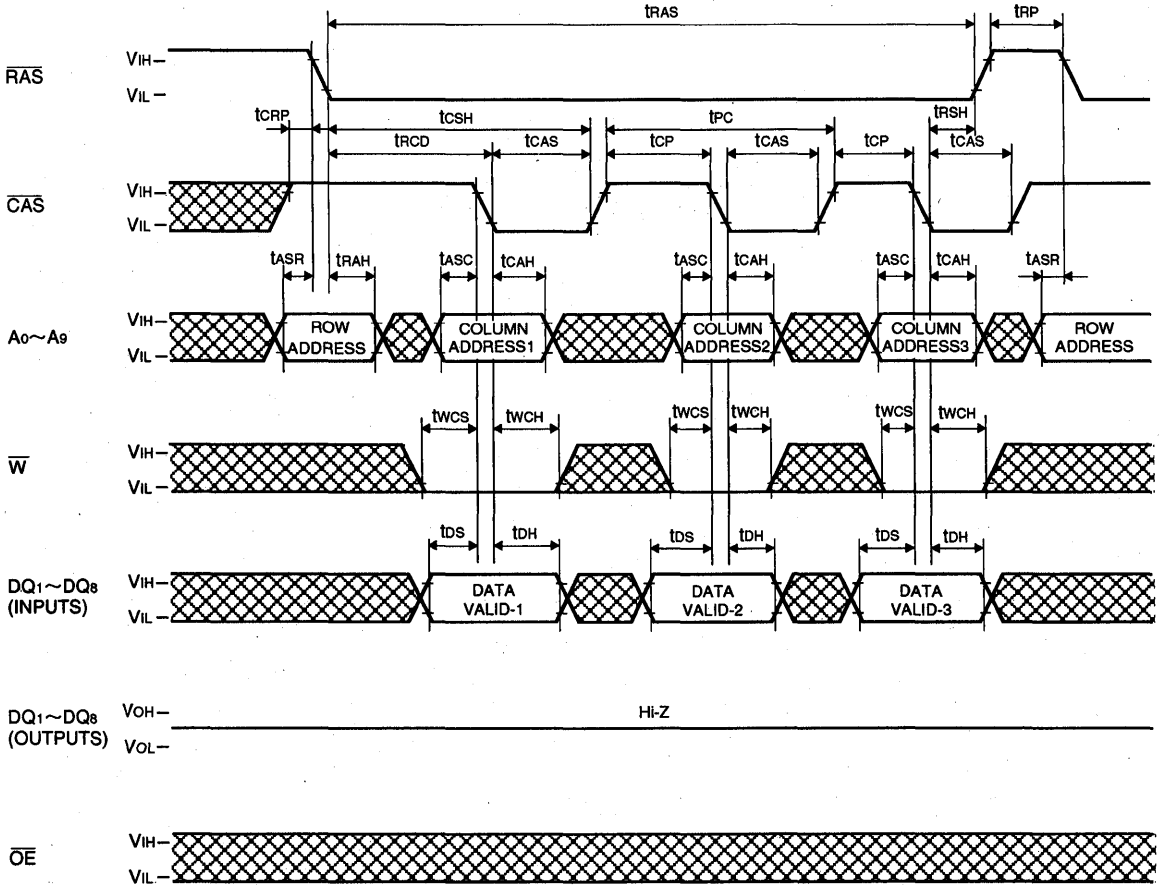 tRAS
tRP
RAS
VIH
VIL
tCRP
tCSH
tPC
tRSH
tRCD
tCAS
tCP
tCAS
tCP
tCAS
CAS
VIH
VIL
tASR
tRAH
tASC
tCAH
tASC
tCAH
tASC
tCAH
tASR
A0~A9
VIH
VIL
ROW
ADDRESS
COLUMN
ADDRESS1
COLUMN
ADDRESS2
COLUMN
ADDRESS3
ROW
ADDRESS
tWCS
tWCH
tWCS
tWCH
tWCS
tWCH
W
VIH
VIL
tDS
tDH
tDS
tDH
tDS
tDH
DQ1~DQ8
(INPUTS)
VIH
VIL
DATA
VALID-1
DATA
VALID-2
DATA
VALID-3
DQ1~DQ8
(OUTPUTS)
VOH
VOL
Hi-Z
OE
VIH
VIL